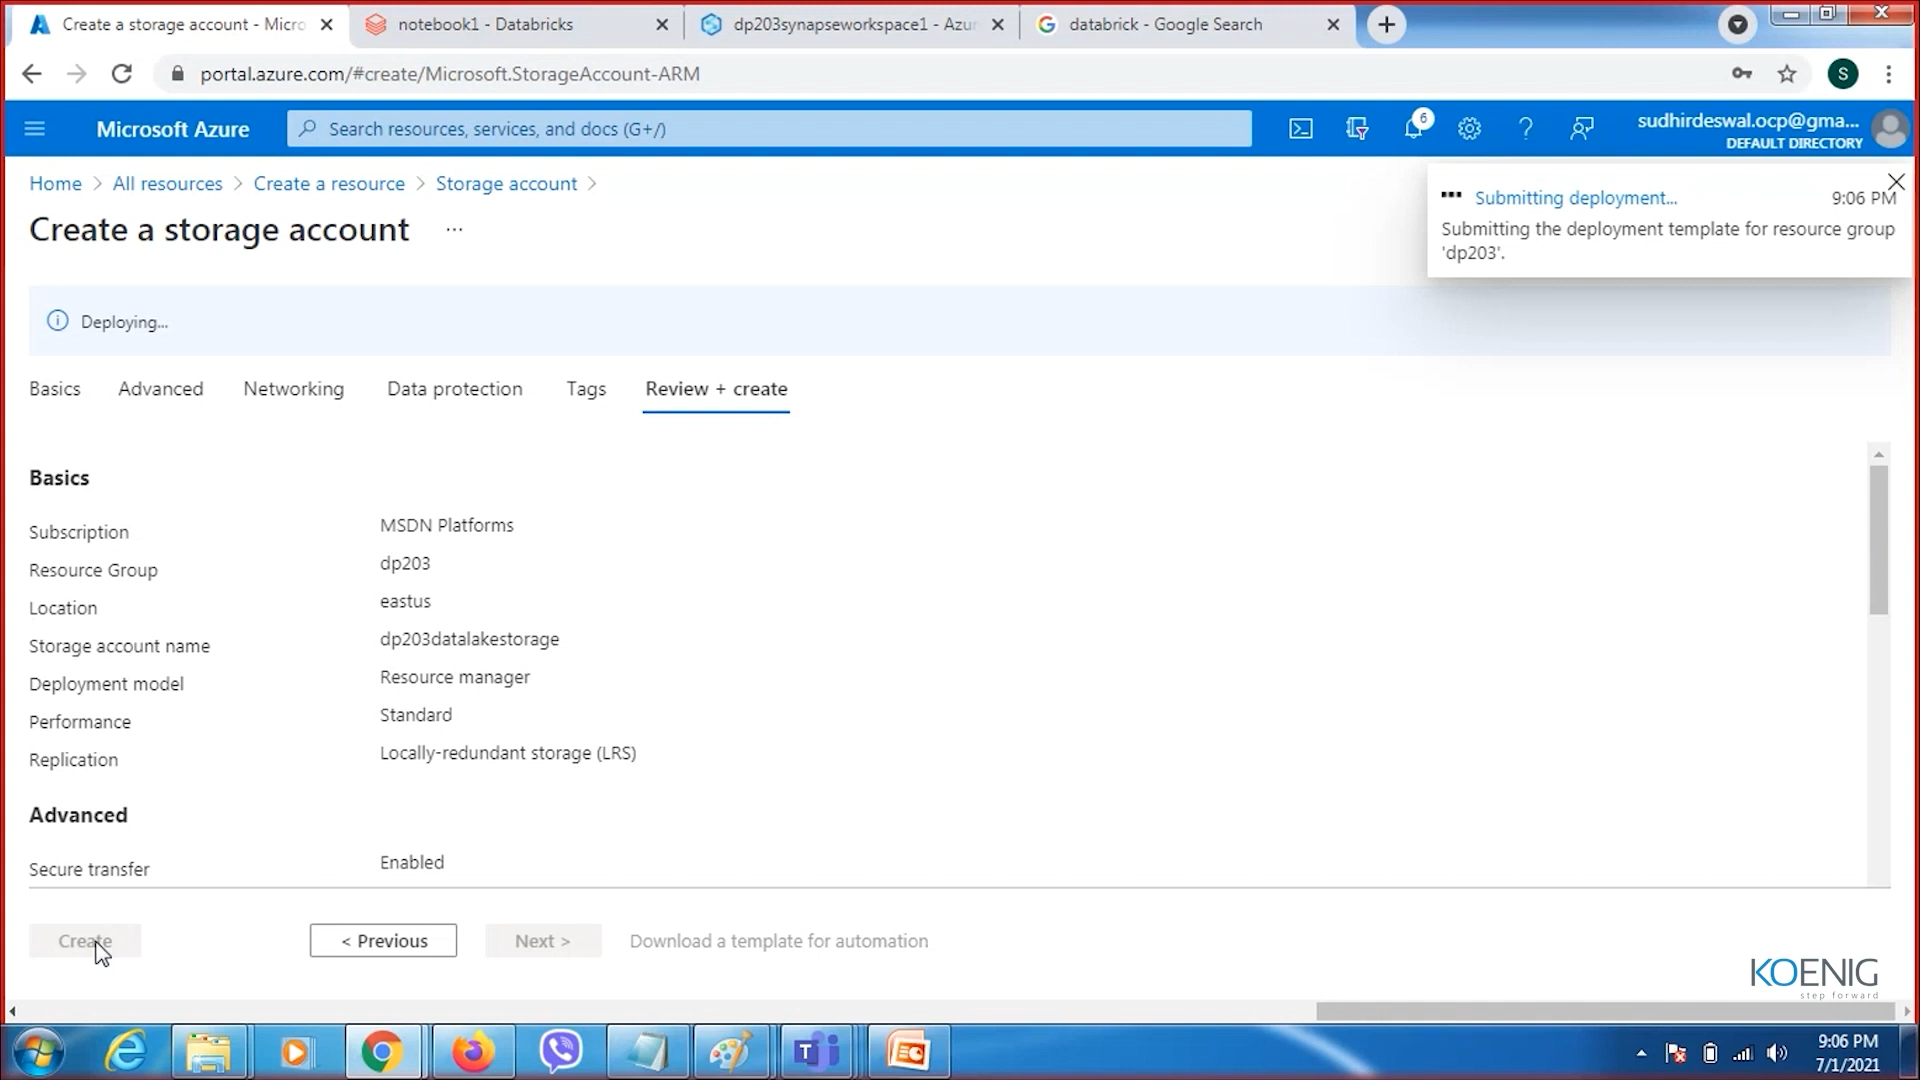 Create a storage account - Micro
notebook1 - Databricks
dp203synapseworkspace1 - Azur
databrick - Google Search
portal.azure.com/#create/Microsoft.StorageAccount-ARM
S
Microsoft Azure
Search resources, services, and docs (G+/)
6
sudhirdeswal.ocp@gma...
DEFAULT DIRECTORY
Home > All resources > Create a resource > Storage account >
Create a storage account ...
Submitting deployment... 9:06 PM
Submitting the deployment template for resource group
'dp203'.
Deploying...
Basics Advanced Networking Data protection Tags Review + create
Basics
Subscription MSDN Platforms
Resource Group dp203
Location eastus
Storage account name dp203datalakestorage
Deployment model Resource manager
Performance Standard
Replication Locally-redundant storage (LRS)
Advanced
Secure transfer Enabled
Create < Previous Next > Download a template for automation
KOENIG
step forward
9:06 PM
7/1/2021